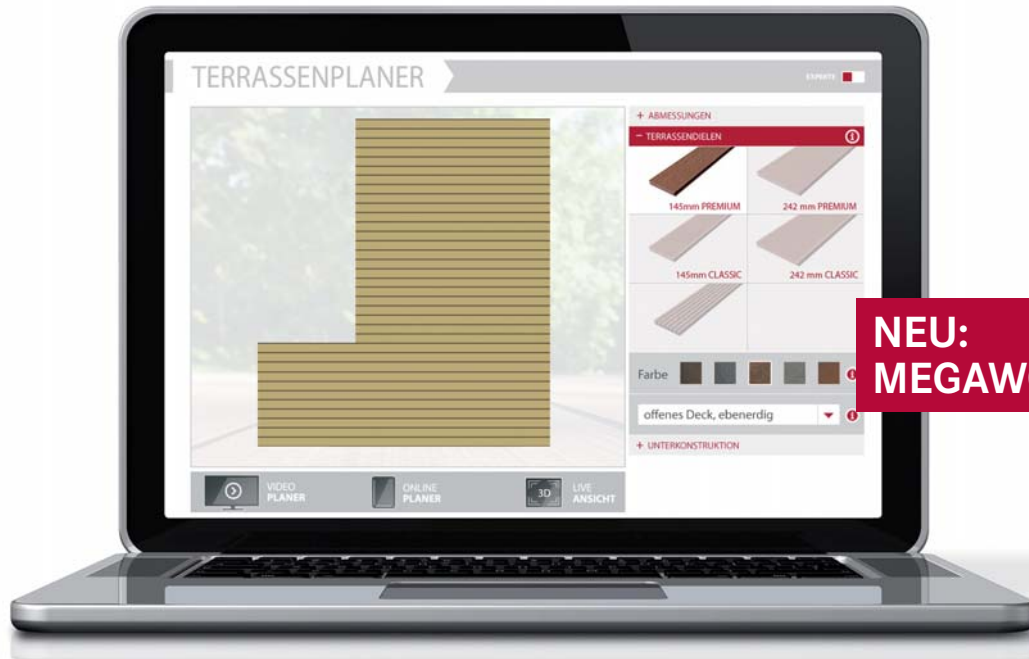 TERRASSENPLANER
EXPERTE
+ ABMESSUNGEN
− TERRASSENDIELEN
145mm PREMIUM
242 mm PREMIUM
145mm CLASSIC
242 mm CLASSIC
Farbe
offenes Deck, ebenerdig
+ UNTERKONSTRUKTION
VIDEO
PLANER
ONLINE
PLANER
3D
LIVE
ANSICHT
NEU: